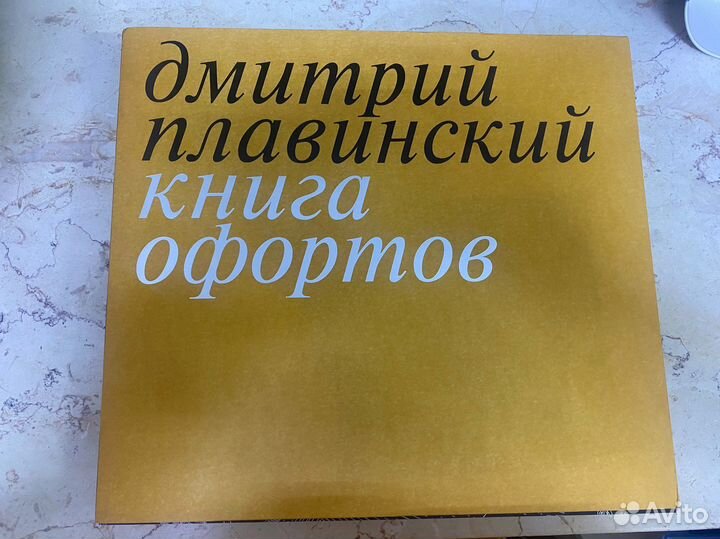 дмитрий
плавинский
книга
офортов
Avito